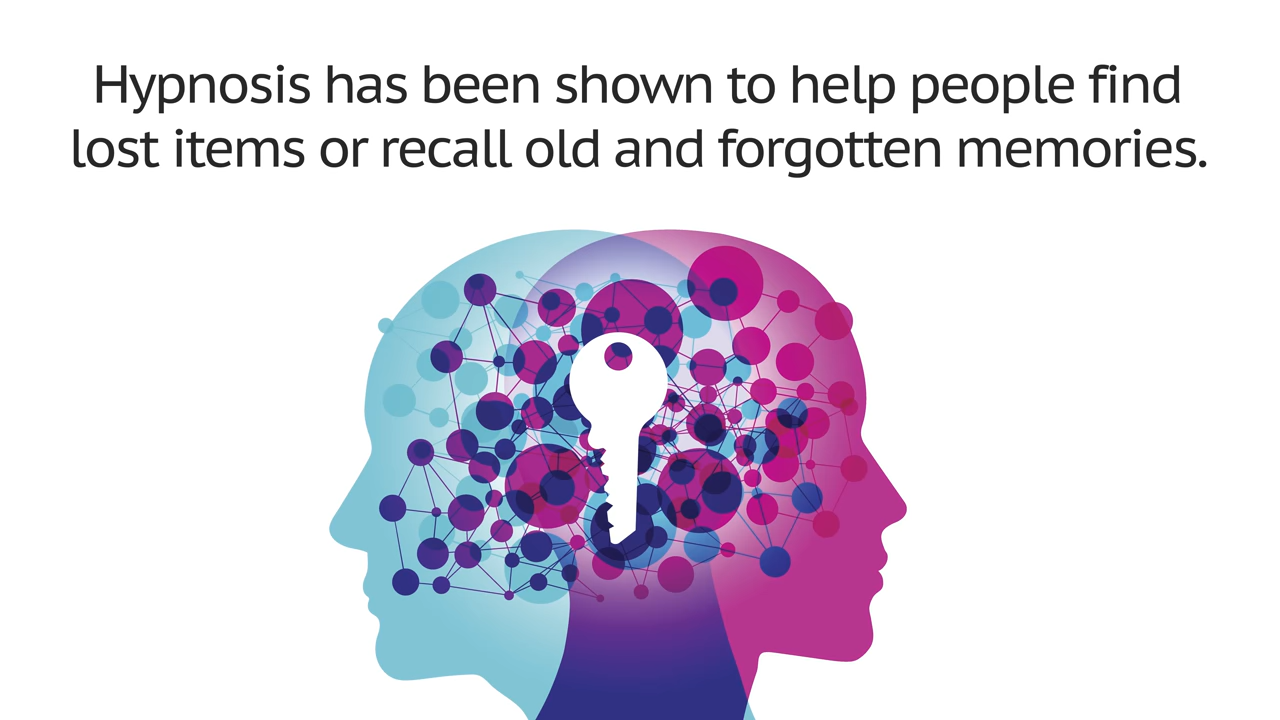 Hypnosis has been shown to help people find
lost items or recall old and forgotten memories.